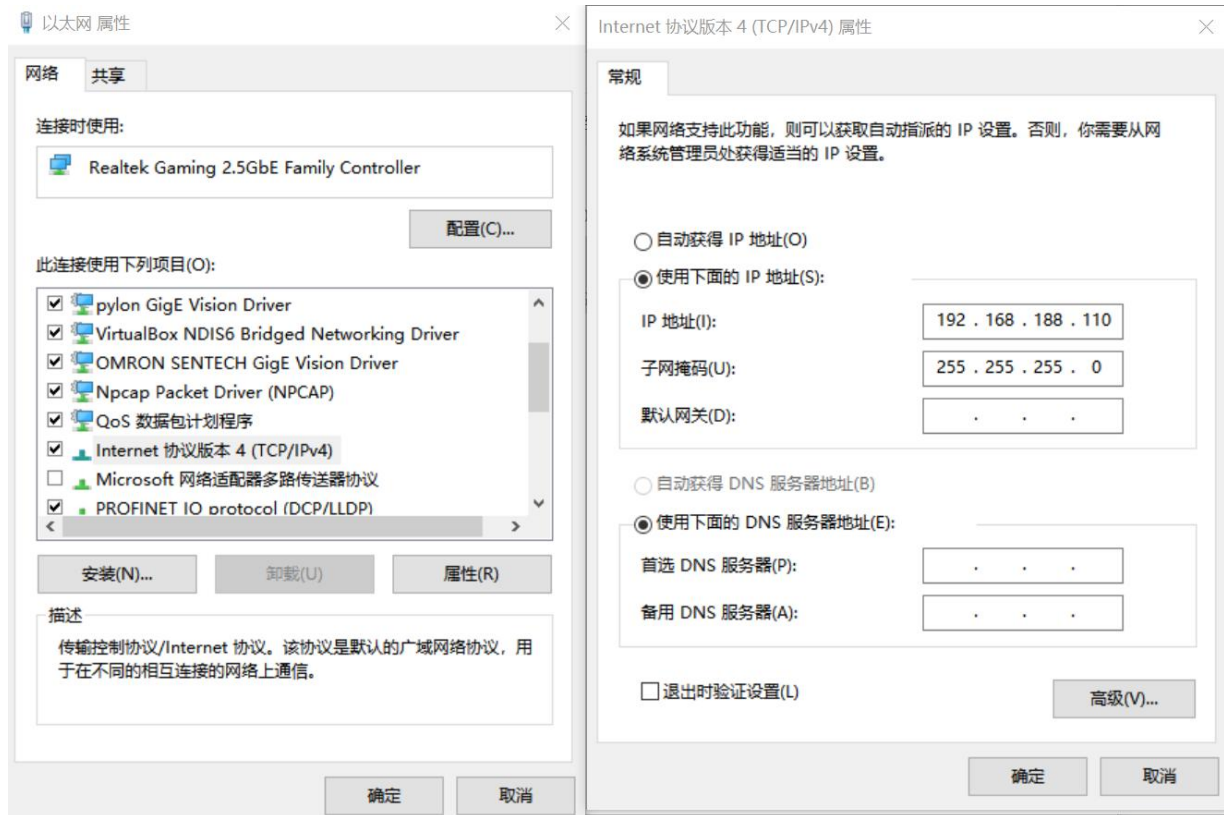 以太网 属性
网络
共享
连接时使用:
Realtek Gaming 2.5GbE Family Controller
配置(C)...
此连接使用下列项目(O):
pylon GigE Vision Driver
VirtualBox NDIS6 Bridged Networking Driver
OMRON SENTECH GigE Vision Driver
Npcap Packet Driver (NPCAP)
QoS 数据包计划程序
Internet 协议版本 4 (TCP/IPv4)
Microsoft 网络适配器多路传送器协议
PROFINET IO protocol (DCP/LLDP)
安装(N)...
卸载(U)
属性(R)
描述
传输控制协议/Internet 协议。该协议是默认的广域网络协议，用
于在不同的相互连接的网络上通信。
确定
取消
Internet 协议版本 4 (TCP/IPv4) 属性
常规
如果网络支持此功能，则可以获取自动指派的 IP 设置。否则，你需要从网
络系统管理员处获得适当的 IP 设置。
自动获得 IP 地址(O)
使用下面的 IP 地址(S):
IP 地址(I):
192 . 168 . 188 . 110
子网掩码(U):
255 . 255 . 255 . 0
默认网关(D):
. . .
自动获得 DNS 服务器地址(B)
使用下面的 DNS 服务器地址(E):
首选 DNS 服务器(P):
. . .
备用 DNS 服务器(A):
. . .
退出时验证设置(L)
高级(V)...
确定
取消